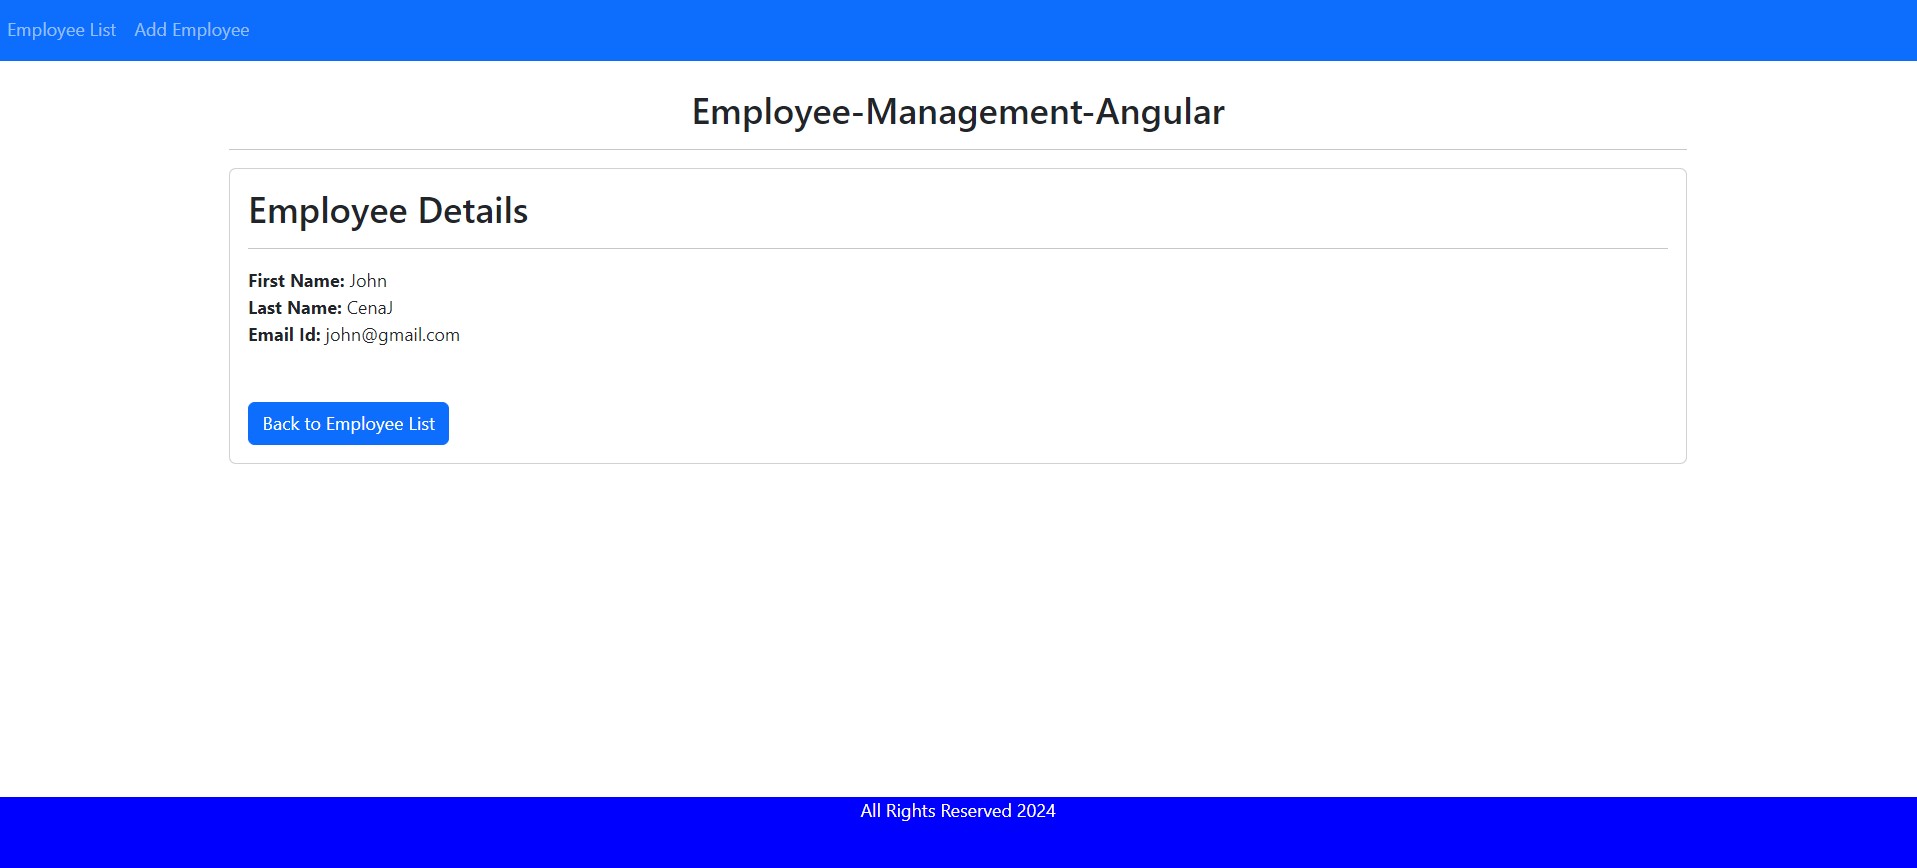 Employee List Add Employee
Employee-Management-Angular
Employee Details
First Name: John
Last Name: CenaJ
Email Id: john@gmail.com
Back to Employee List
All Rights Reserved 2024